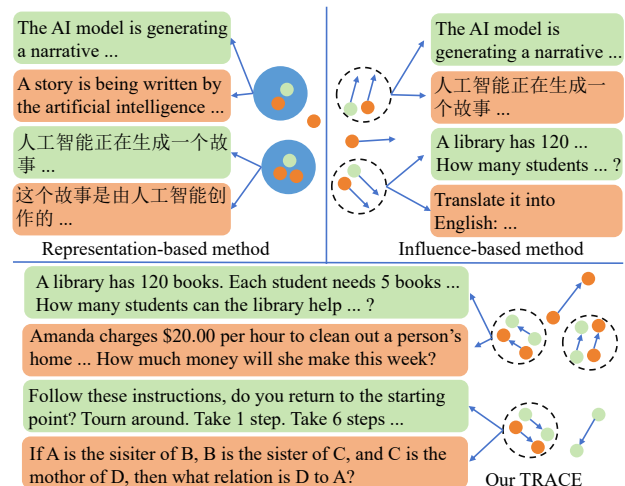 The AI model is generating
a narrative ...
A story is being written by
the artificial intelligence ...
人工智能正在生成一个故
事 ...
这个故事是由人工智能创
作的 ...
Representation-based method
The AI model is
generating a narrative ...
人工智能正在生成一
个故事 ...
A library has 120 ...
How many students ... ?
Translate it into
English: ...
Influence-based method
A library has 120 books. Each student needs 5 books ...
How many students can the library help ... ?
Amanda charges $20.00 per hour to clean out a person's
home ... How much money will she make this week?
Follow these instructions, do you return to the starting
point? Tourn around. Take 1 step. Take 6 steps ...
If A is the sisiter of B, B is the sister of C, and C is the
mothor of D, then what relation is D to A?
Our TRACE